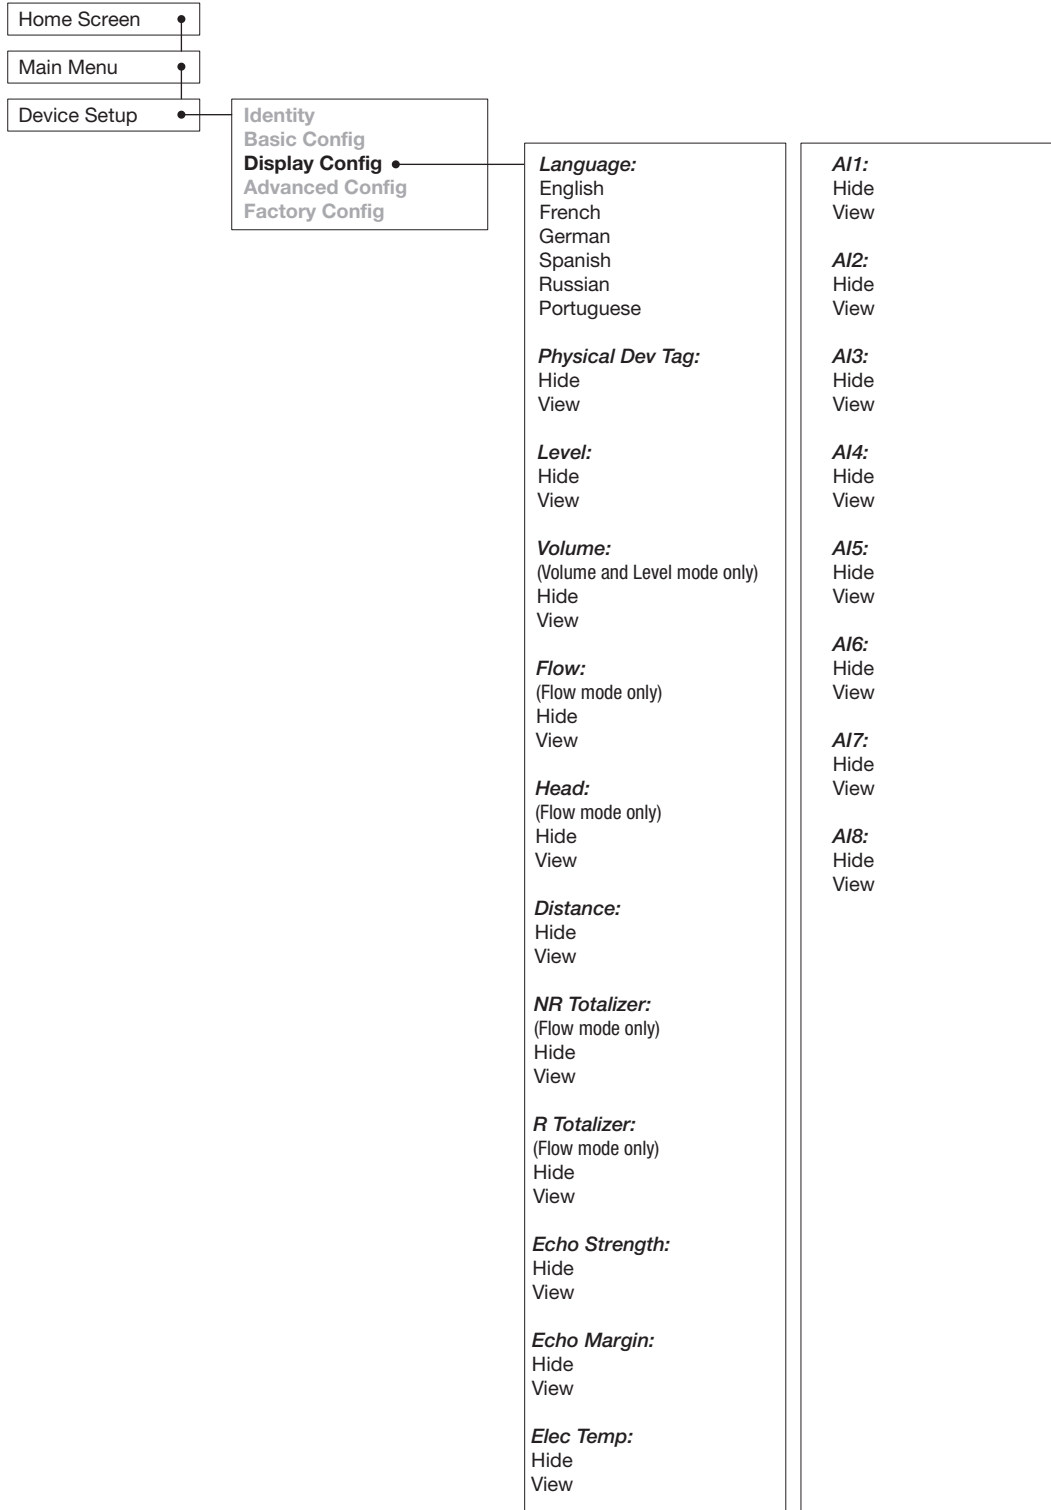 Home Screen
Main Menu
Device Setup
Identity
Basic Config
Display Config
Advanced Config
Factory Config
Language:
English
French
German
Spanish
Russian
Portuguese
Physical Dev Tag:
Hide
View
Level:
Hide
View
Volume:
(Volume and Level mode only)
Hide
View
Flow:
(Flow mode only)
Hide
View
Head:
(Flow mode only)
Hide
View
Distance:
Hide
View
NR Totalizer:
(Flow mode only)
Hide
View
R Totalizer:
(Flow mode only)
Hide
View
Echo Strength:
Hide
View
Echo Margin:
Hide
View
Elec Temp:
Hide
View
AI1:
Hide
View
AI2:
Hide
View
AI3:
Hide
View
AI4:
Hide
View
AI5:
Hide
View
AI6:
Hide
View
AI7:
Hide
View
AI8:
Hide
View